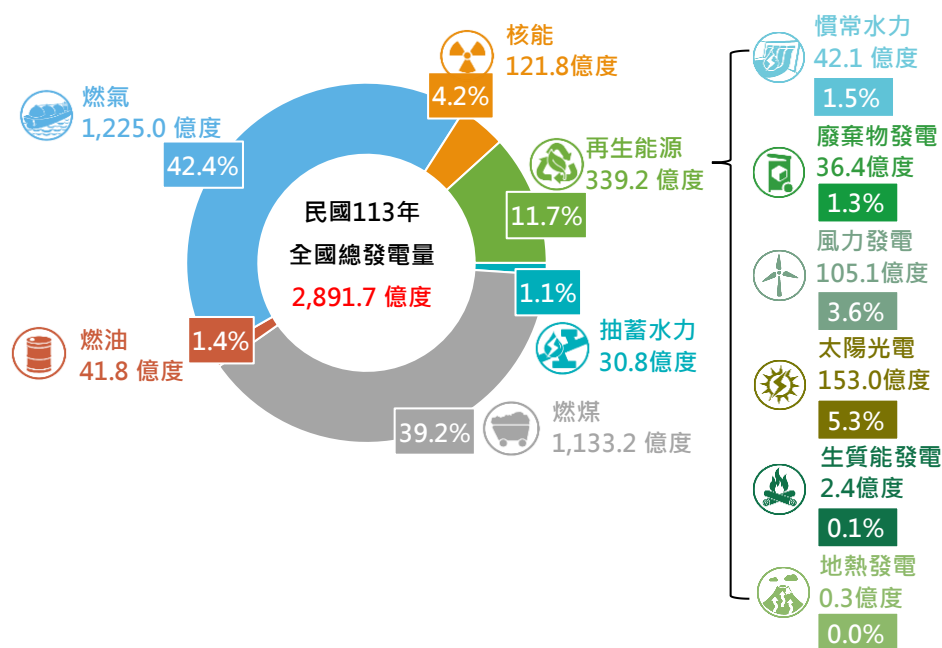 燃氣
1,225.0 億度
42.4%
核能
121.8億度
4.2%
再生能源
339.2 億度
11.7%
民國113年
全國總發電量
2,891.7 億度
1.1%
抽蓄水力
30.8億度
燃油
41.8 億度
1.4%
39.2%
燃煤
1,133.2 億度
慣常水力
42.1 億度
1.5%
廢棄物發電
36.4億度
1.3%
風力發電
105.1億度
3.6%
太陽光電
153.0億度
5.3%
生質能發電
2.4億度
0.1%
地熱發電
0.3億度
0.0%